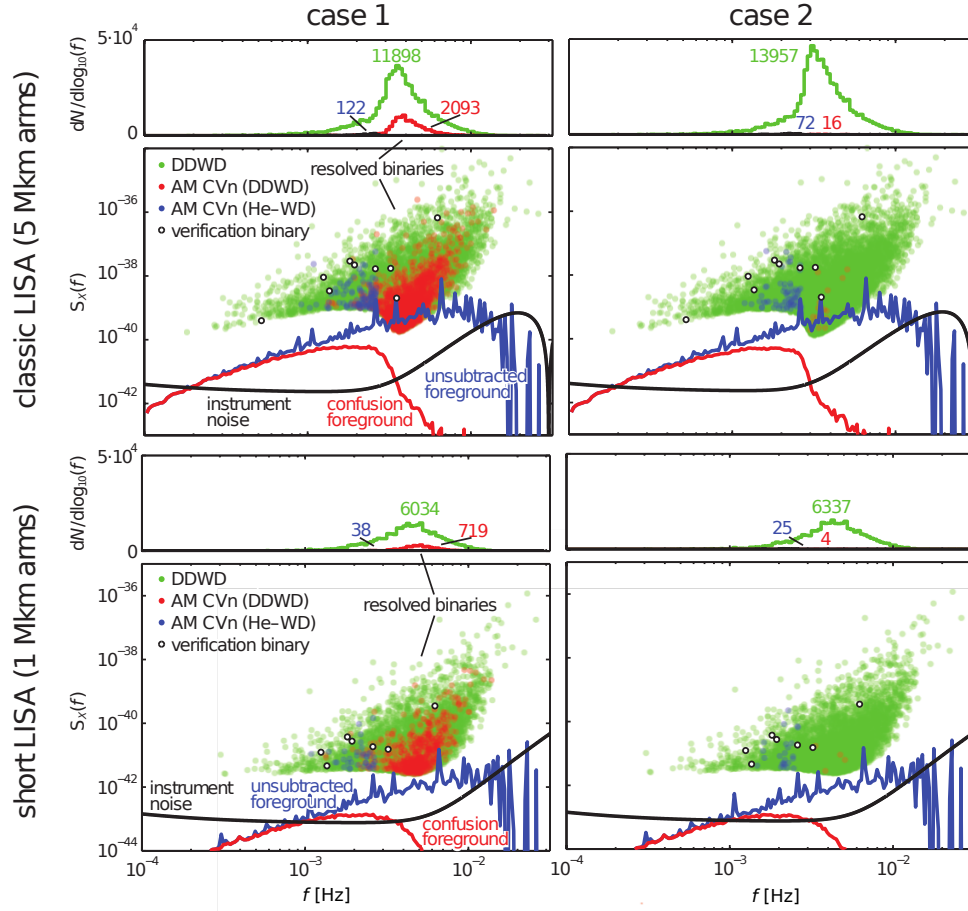 case 1
case 2
classic LISA (5 Mkm arms)
dN/dlog₁₀(f)
5·10⁴
0
11898
122
2093
13957
72
16
Sₓ(f)
10⁻³⁶
10⁻³⁸
10⁻⁴⁰
10⁻⁴²
DDWD
AM CVn (DDWD)
AM CVn (He–WD)
verification binary
resolved binaries
instrument
noise
confusion
foreground
unsubtracted
foreground
short LISA (1 Mkm arms)
dN/dlog₁₀(f)
5·10⁴
0
6034
38
719
6337
25
4
Sₓ(f)
10⁻³⁶
10⁻³⁸
10⁻⁴⁰
10⁻⁴²
10⁻⁴⁴
DDWD
AM CVn (DDWD)
AM CVn (He–WD)
verification binary
resolved binaries
instrument
noise
unsubtracted
foreground
confusion
foreground
10⁻⁴
10⁻³
10⁻²
10⁻⁴
10⁻³
10⁻²
f [Hz]
f [Hz]